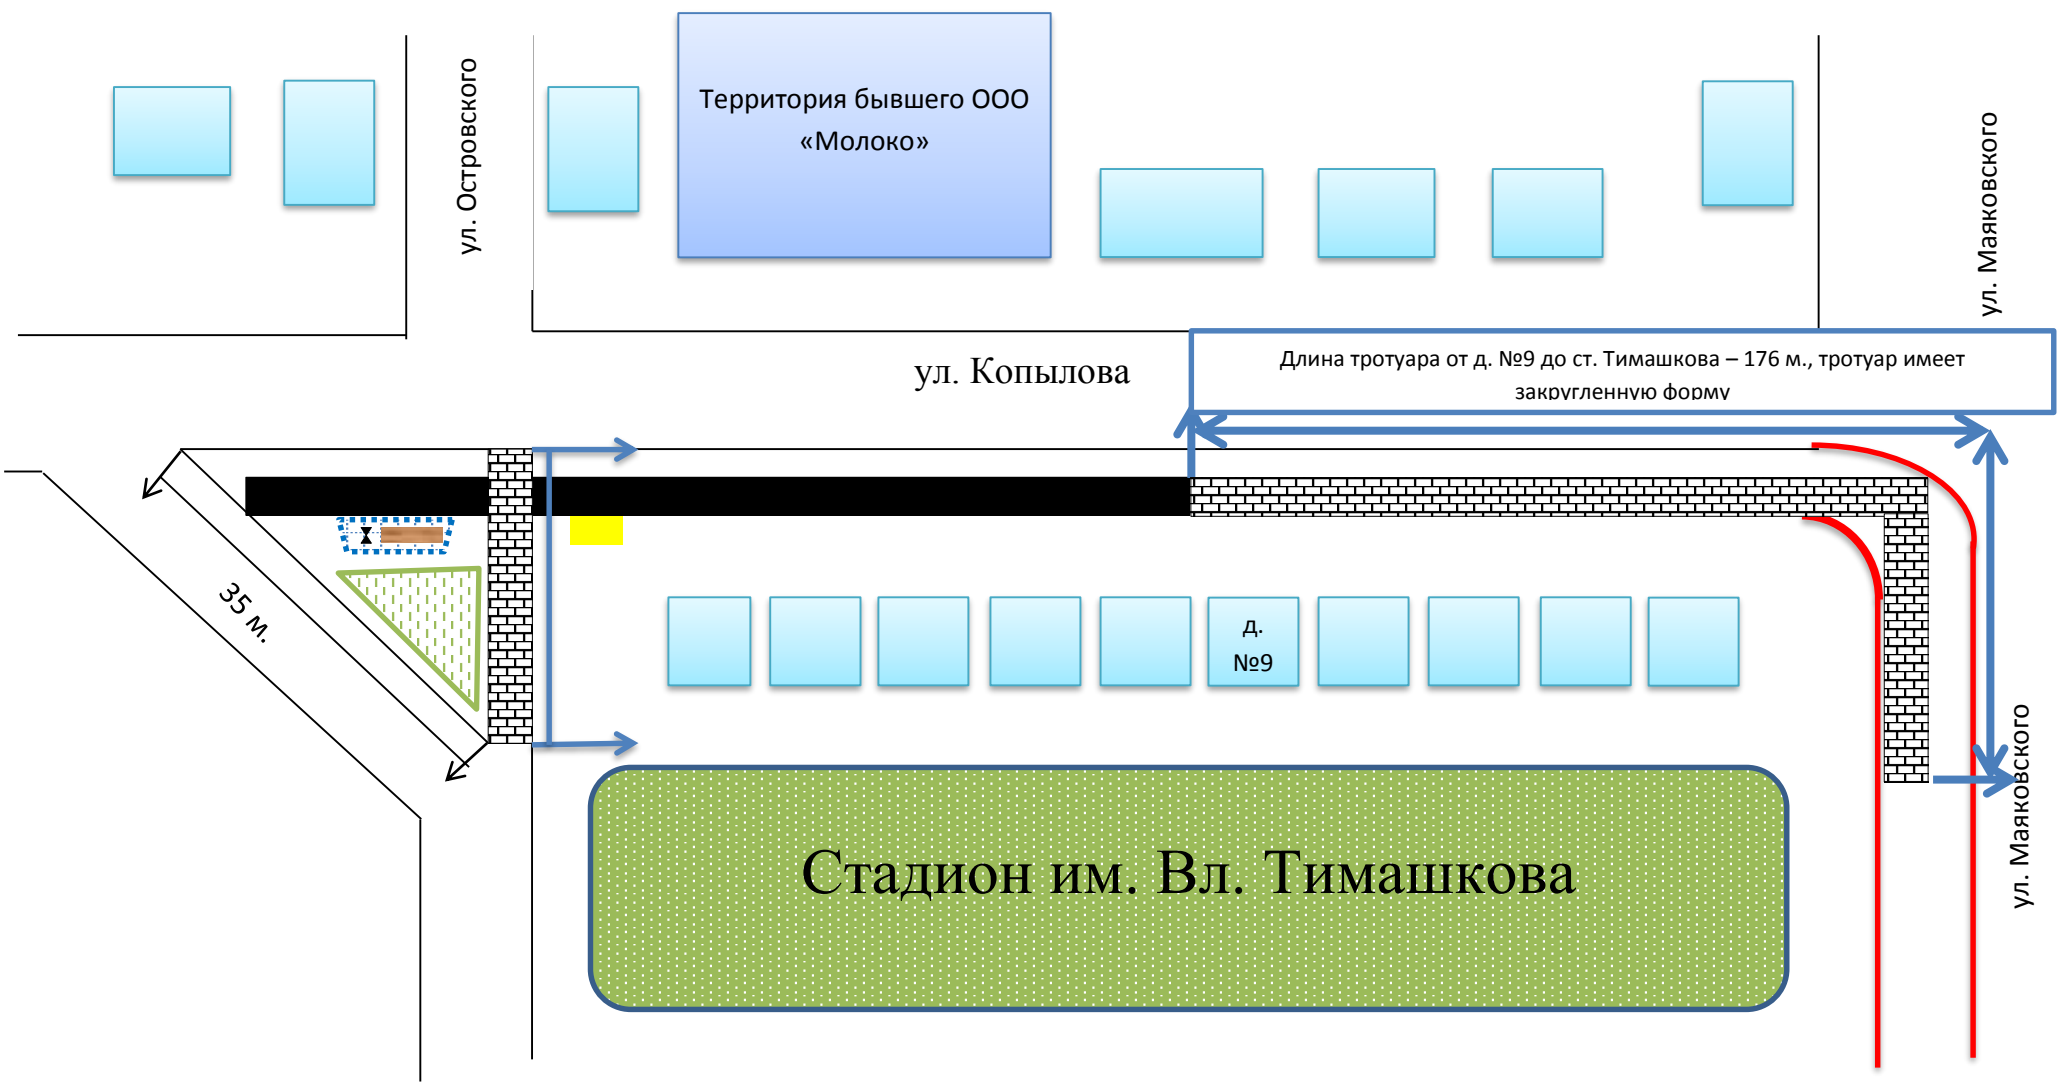 ул. Островского
Территория бывшего ООО
«Молоко»
ул. Маяковского
ул. Копылова
Длина тротуара от д. №9 до ст. Тимашкова – 176 м., тротуар имеет
закругленную форму
35 м.
д.
№9
ул. Маяковского
Стадион им. Вл. Тимашкова